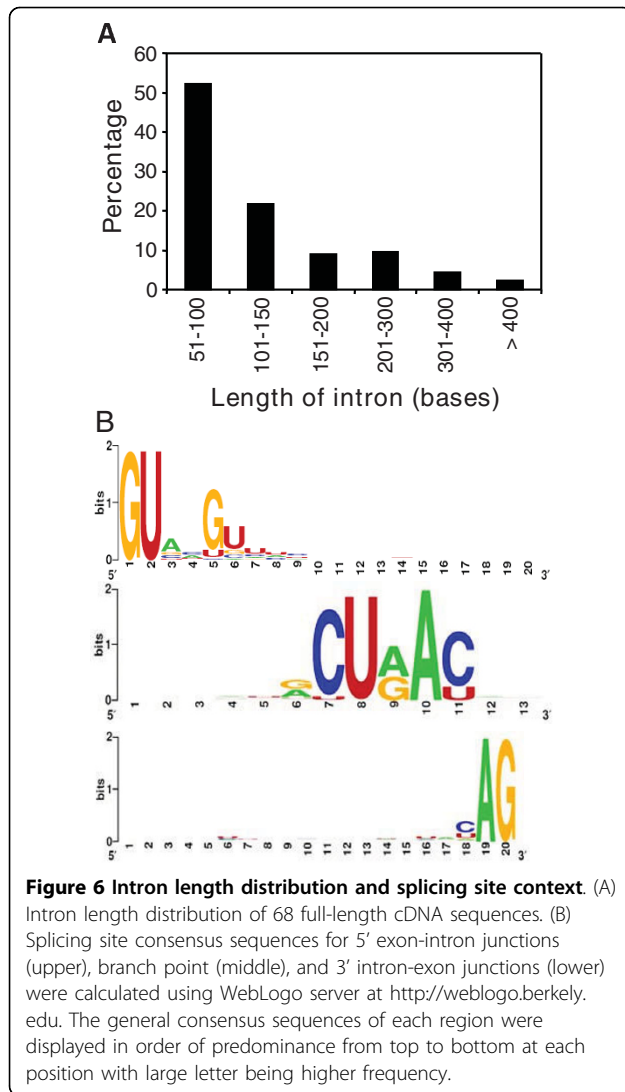 A
60
50
40
30
20
10
0
Percentage
51-100
101-150
151-200
201-300
301-400
> 400
Length of intron (bases)
B
2
1
0
bits
GUAGU
5′
1 2 3 4 5 6 7 8 9 10 11 12 13 14 15 16 17 18 19 20
3′
2
1
0
bits
GCUAAC
AGU
5′
1 2 3 4 5 6 7 8 9 10 11 12 13
3′
2
1
0
bits
CAG
5′
1 2 3 4 5 6 7 8 9 10 11 12 13 14 15 16 17 18 19 20
3′
Figure 6 Intron length distribution and splicing site context. (A)
Intron length distribution of 68 full-length cDNA sequences. (B)
Splicing site consensus sequences for 5’ exon-intron junctions
(upper), branch point (middle), and 3’ intron-exon junctions (lower)
were calculated using WebLogo server at http://weblogo.berkely.
edu. The general consensus sequences of each region were
displayed in order of predominance from top to bottom at each
position with large letter being higher frequency.